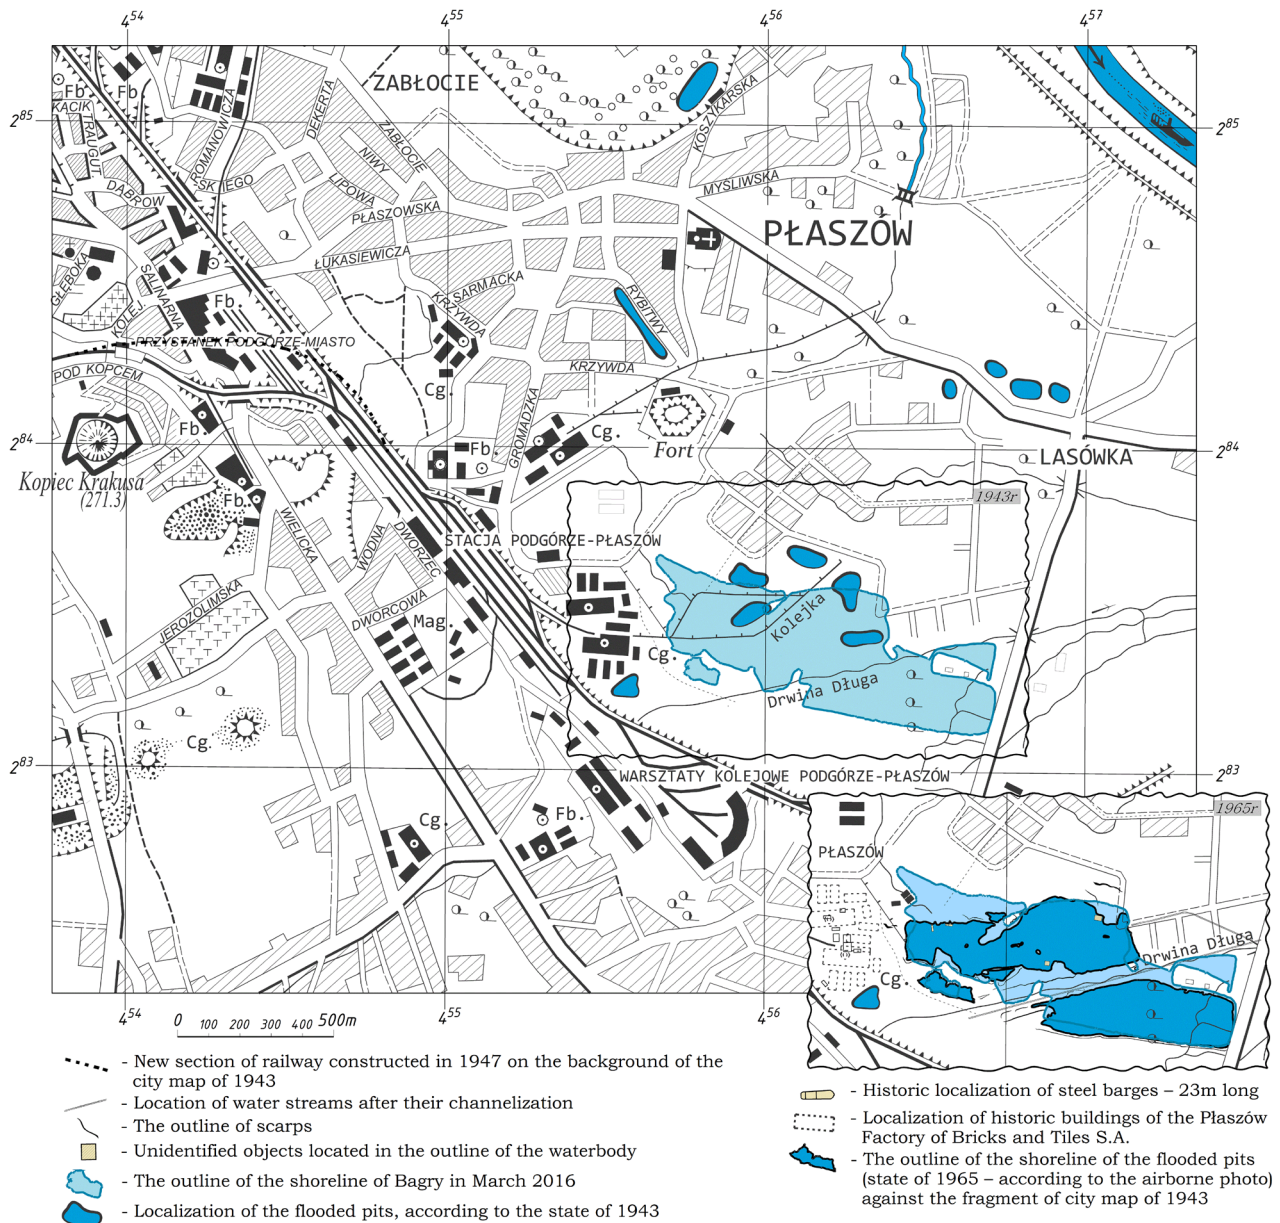 454
455
456
457
ZABŁOCIE
Fb.
Fb.
KĄCIK
TRAUGUT
ROMANOWICZA
DEKERTA
ZABŁOCIE
KOSZYKARSKA
285
285
NIWY
LIPOWA
SKIEGO
DĄBROW
MYŚLIWSKA
PŁASZOWSKA
PŁASZÓW
ŁUKASIEWICZA
GŁĘBOKA
SALINARNA
KOLEJ.
Fb.
KRZYWDA
SARMACKA
RYBITWY
PRZYSTANEK PODGÓRZE-MIASTO
POD KOPCEM
KRZYWDA
Cg.
GROMADZKA
Fb.
Cg.
Fb.
Fort
284
284
LASÓWKA
Kopiec Krakusa
(271.3)
Fb.
WIELICKA
WODNA
DWORZEC
1943r
STACJA PODGÓRZE-PŁASZÓW
JEROZOLIMSKA
DWORCOWA
Mag.
Kolejka
Cg.
Drwina Długa
Cg.
283
283
WARSZTATY KOLEJOWE PODGÓRZE-PŁASZÓW
Cg.
Fb.
1965r
PŁASZÓW
Drwina Długa
Cg.
454
455
456
0 100 200 300 400 500m
- New section of railway constructed in 1947 on the background of the
city map of 1943
- Location of water streams after their channelization
- The outline of scarps
- Unidentified objects located in the outline of the waterbody
- The outline of the shoreline of Bagry in March 2016
- Localization of the flooded pits, according to the state of 1943
- Historic localization of steel barges – 23m long
- Localization of historic buildings of the Płaszów
Factory of Bricks and Tiles S.A.
- The outline of the shoreline of the flooded pits
(state of 1965 – according to the airborne photo)
against the fragment of city map of 1943